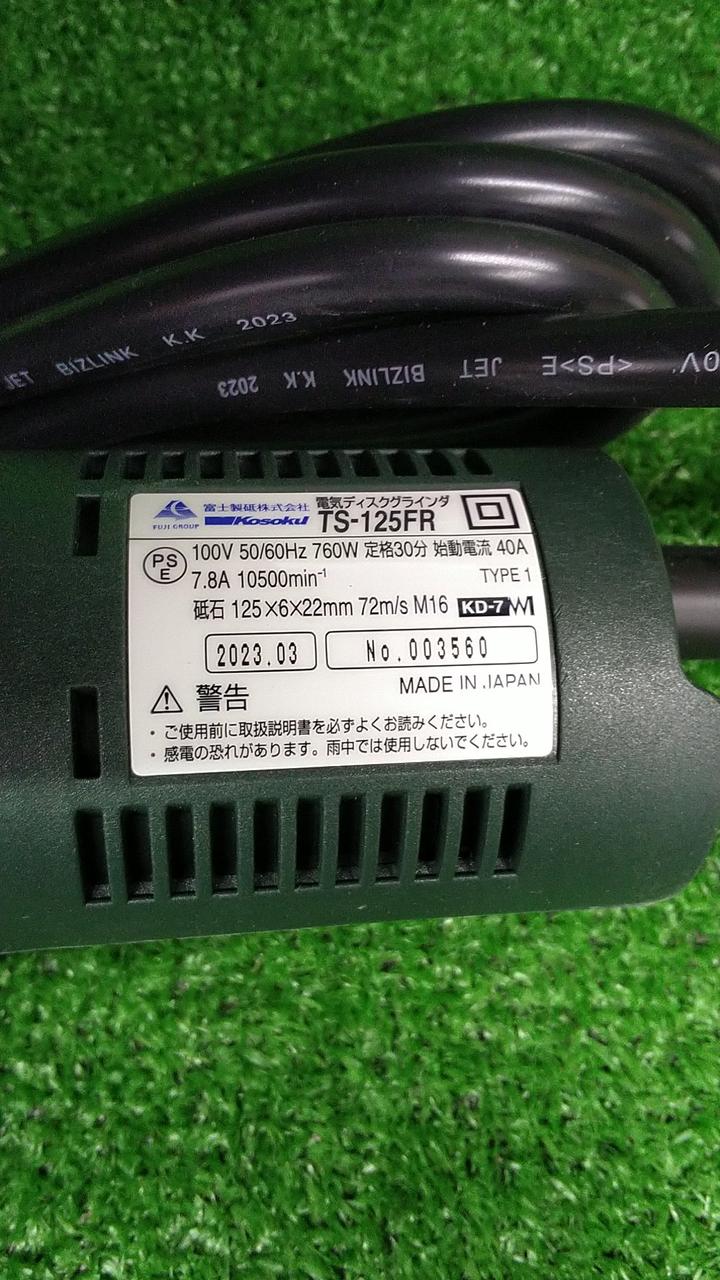 JET BIZLINK K.K 2023
0V <PS>E JET BIZLINK K.K 2023
FUJI GROUP
富士製砥株式会社
Kosoku
電気ディスクグラインダ
TS-125FR
PS
E
100V 50/60Hz 760W 定格30分 始動電流 40A
7.8A 10500min⁻¹ TYPE 1
砥石 125×6×22mm 72m/s M16 KD-7
2023.03 No.003560
MADE IN JAPAN
警告
・ご使用前に取扱説明書を必ずよくお読みください。
・感電の恐れがあります。雨中では使用しないでください。